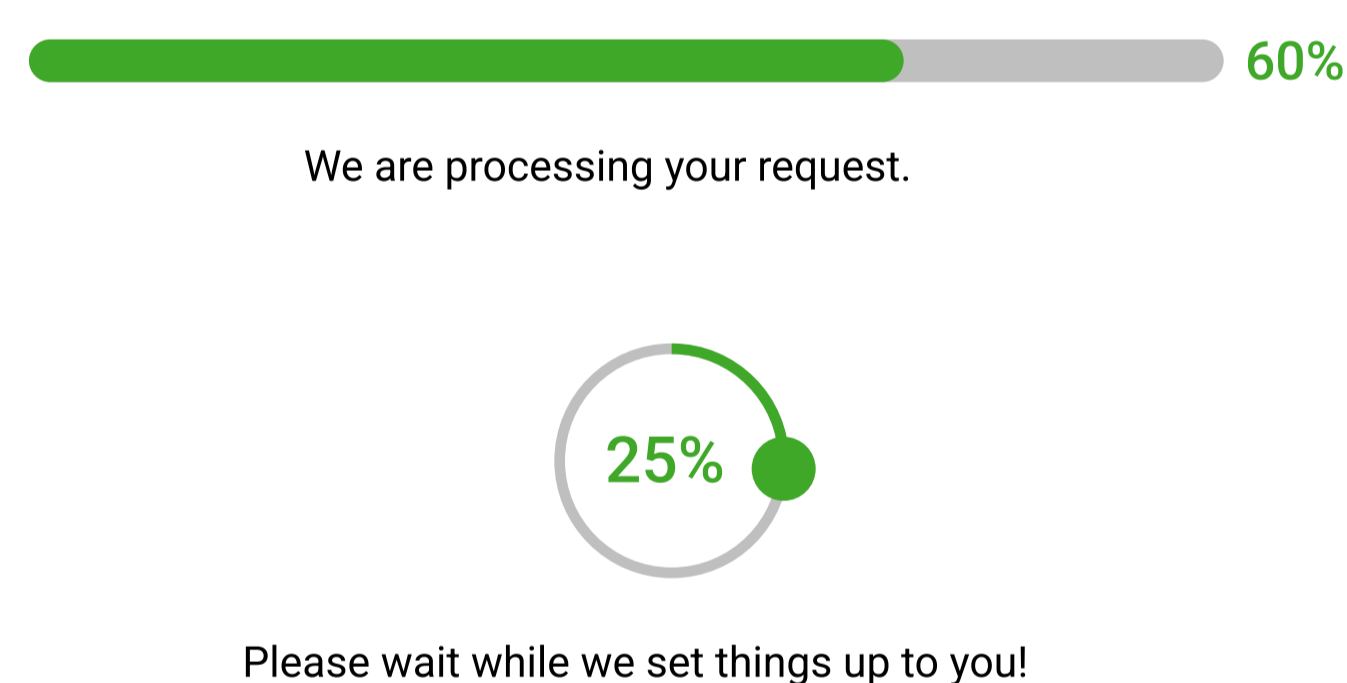 60%
We are processing your request.
25%
Please wait while we set things up to you!